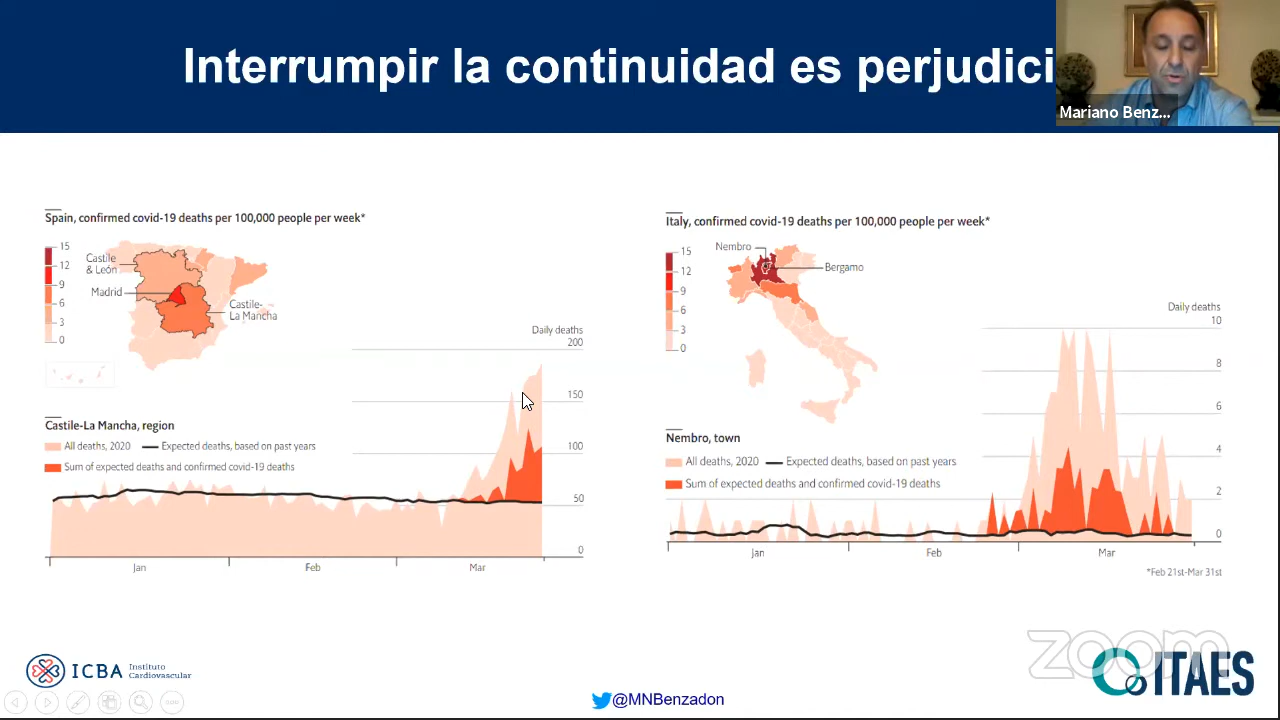 Interrumpir la continuidad es perjudici
Mariano Benz...
Spain, confirmed covid-19 deaths per 100,000 people per week*
15
12
9
6
3
0
Castile
& León
Madrid
Castile-
La Mancha
Daily deaths
200
150
100
50
0
Castile-La Mancha, region
All deaths, 2020
Expected deaths, based on past years
Sum of expected deaths and confirmed covid-19 deaths
Jan
Feb
Mar
Italy, confirmed covid-19 deaths per 100,000 people per week*
15
12
9
6
3
0
Nembro
Bergamo
Daily deaths
10
8
6
4
2
0
Nembro, town
All deaths, 2020
Expected deaths, based on past years
Sum of expected deaths and confirmed covid-19 deaths
Jan
Feb
Mar
*Feb 21st-Mar 31st
ICBA
Instituto
Cardiovascular
@MNBenzadon
zoom
ITAES